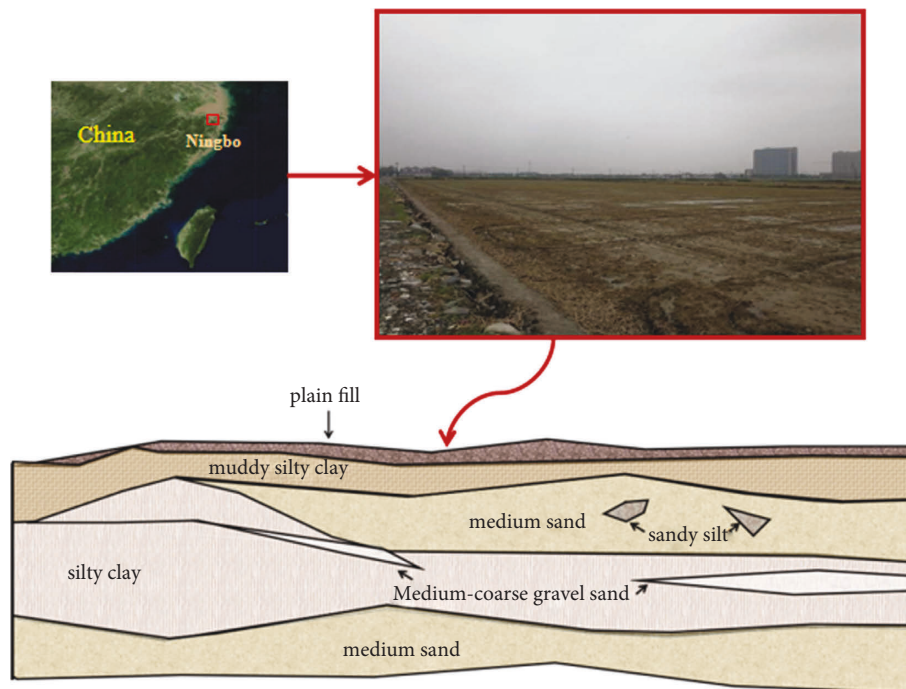 China
Ningbo
plain fill
muddy silty clay
medium sand
sandy silt
silty clay
Medium-coarse gravel sand
medium sand